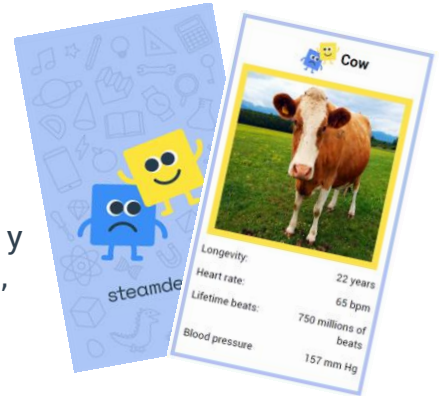 y
,
steamde
Cow
Longevity: 22 years
Heart rate: 65 bpm
Lifetime beats: 750 millions of
beats
Blood pressure 157 mm Hg